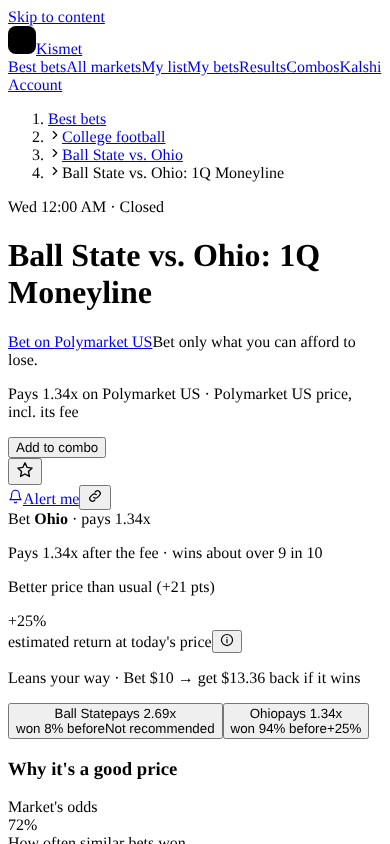 Skip to content
Kismet
Best betsAll marketsMy listMy betsResultsCombosKalshi
Account
1. Best bets
2. › College football
3. › Ball State vs. Ohio
4. › Ball State vs. Ohio: 1Q Moneyline
Wed 12:00 AM · Closed
Ball State vs. Ohio: 1Q
Moneyline
Bet on Polymarket USBet only what you can afford to
lose.
Pays 1.34x on Polymarket US · Polymarket US price,
incl. its fee
Add to combo
Alert me
Bet Ohio · pays 1.34x
Pays 1.34x after the fee · wins about over 9 in 10
Better price than usual (+21 pts)
+25%
estimated return at today's price
Leans your way · Bet $10 → get $13.36 back if it wins
Ball Statepays 2.69x
won 8% beforeNot recommended
Ohiopays 1.34x
won 94% before+25%
Why it's a good price
Market's odds
72%
How often similar bets won